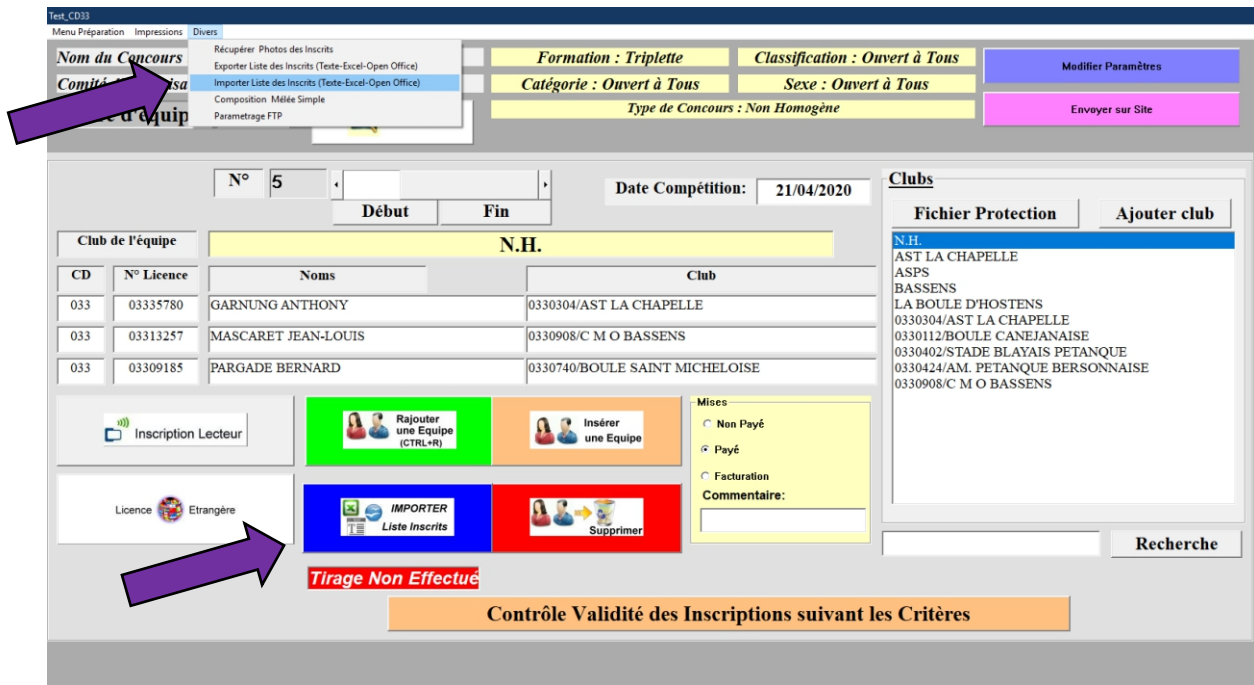 Test_CD33
Menu Préparation Impressions Divers
Récupérer Photos des Inscrits
Exporter Liste des Inscrits (Texte-Excel-Open Office)
Importer Liste des Inscrits (Texte-Excel-Open Office)
Composition Mêlée Simple
Parametrage FTP
Nom du Concours
Formation : Triplette
Classification : Ouvert à Tous
Modifier Paramètres
Comité
Catégorie : Ouvert à Tous
Sexe : Ouvert à Tous
d'équip
Type de Concours : Non Homogène
Envoyer sur Site
N° 5
Début Fin
Date Compétition: 21/04/2020
Clubs
Fichier Protection Ajouter club
Club de l'équipe N.H.
CD N° Licence Noms Club
033 03335780 GARNUNG ANTHONY 0330304/AST LA CHAPELLE
033 03313257 MASCARET JEAN-LOUIS 0330908/C M O BASSENS
033 03309185 PARGADE BERNARD 0330740/BOULE SAINT MICHELOISE
N.H.
AST LA CHAPELLE
ASPS
BASSENS
LA BOULE D'HOSTENS
0330304/AST LA CHAPELLE
0330112/BOULE CANEJANAISE
0330402/STADE BLAYAIS PETANQUE
0330424/AM. PETANQUE BERSONNAISE
0330908/C M O BASSENS
Inscription Lecteur
Rajouter
une Equipe
(CTRL+R)
Insérer
une Equipe
Mises
Non Payé
Payé
Facturation
Commentaire:
Licence Etrangère
IMPORTER
Liste Inscrits
Supprimer
Recherche
Tirage Non Effectué
Contrôle Validité des Inscriptions suivant les Critères